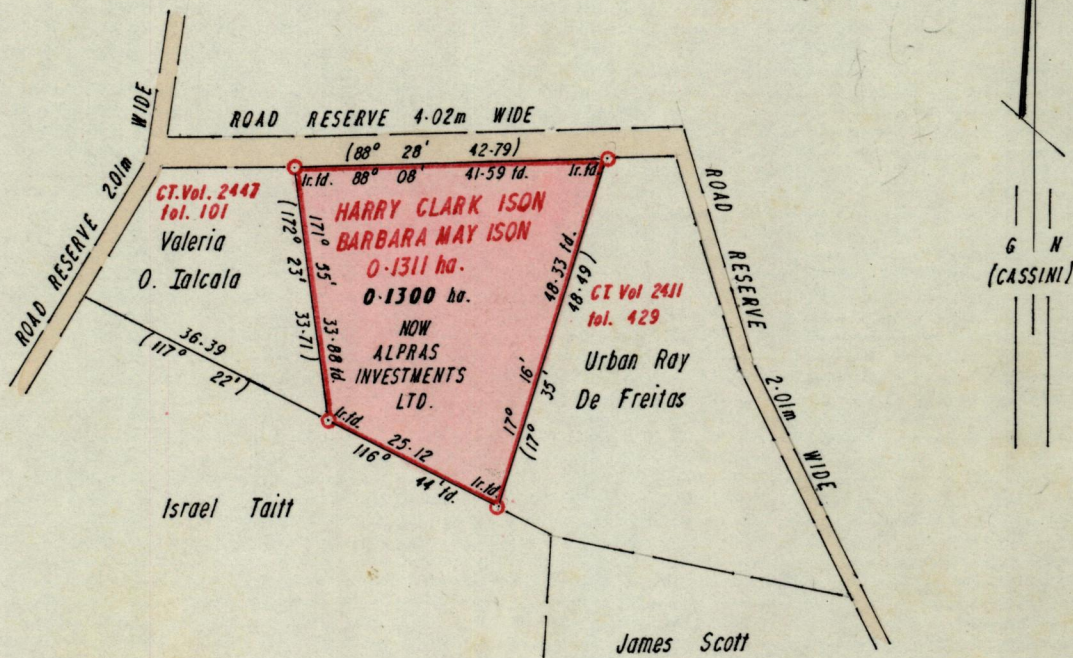 ROAD RESERVE 4·02m WIDE
ROAD RESERVE 2.01m WIDE
(88° 28' 42·79)
Ir.fd. 88° 08' 41·59 fd. Ir.fd.
CT.Vol. 2447
fol. 101
Valeria
O. Ialcala
(172° 23' 33·71)
171° 55' 33·88 fd.
HARRY CLARK ISON
BARBARA MAY ISON
0·1311 ha.
0·1300 ha.
NOW
ALPRAS
INVESTMENTS
LTD.
17° 16' 48·33 fd.
(17° 35' 48·49)
CT Vol 2411
fol. 429
Urban Ray
De Freitas
ROAD RESERVE 2·01m WIDE
G N
(CASSINI)
36·39
(117° 22')
Ir.fd.
25·12
116° 44' fd.
Ir.fd.
Israel Taitt
James Scott